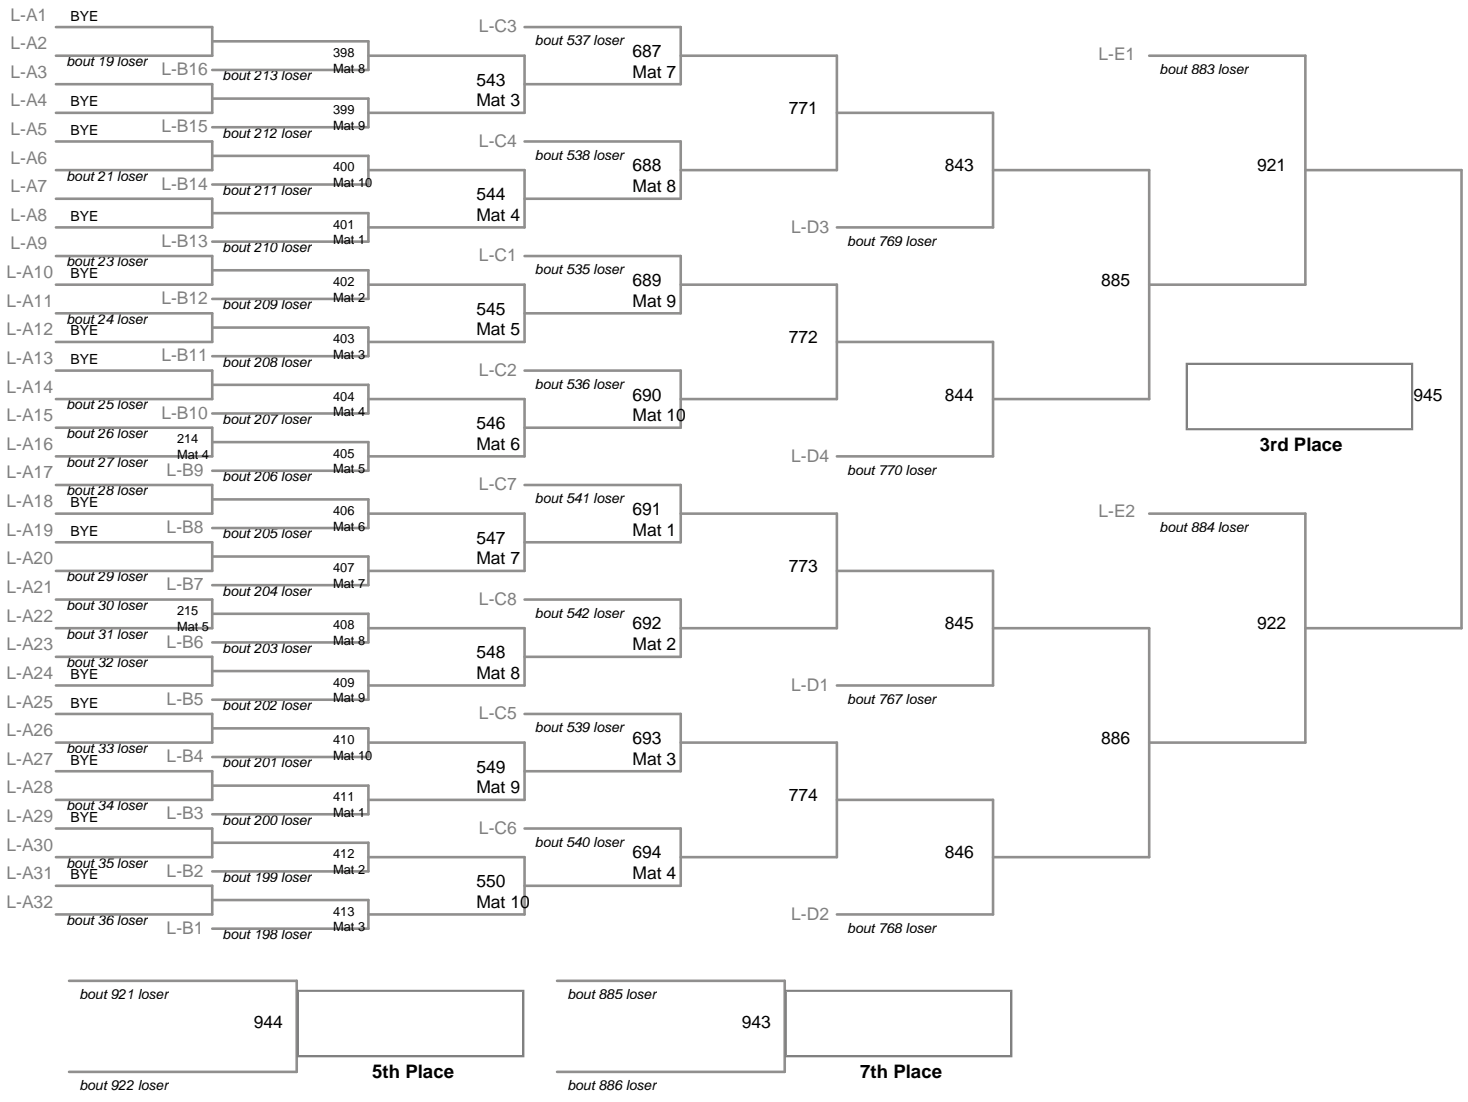 L-A1 BYE
L-A2
bout 19 loser
L-A3
L-A4 BYE
L-A5 BYE
L-A6
bout 21 loser
L-A7
L-A8 BYE
L-A9
bout 23 loser
L-A10 BYE
L-A11
bout 24 loser
L-A12 BYE
L-A13 BYE
L-A14
bout 25 loser
L-A15
bout 26 loser
L-A16
bout 27 loser
L-A17
bout 28 loser
L-A18 BYE
L-A19 BYE
L-A20
bout 29 loser
L-A21
bout 30 loser
L-A22
bout 31 loser
L-A23
bout 32 loser
L-A24 BYE
L-A25 BYE
L-A26
bout 33 loser
L-A27 BYE
L-A28
bout 34 loser
L-A29 BYE
L-A30
bout 35 loser
L-A31 BYE
L-A32
bout 36 loser
214
Mat 4
215
Mat 5
L-B16 bout 213 loser
L-B15 bout 212 loser
L-B14 bout 211 loser
L-B13 bout 210 loser
L-B12 bout 209 loser
L-B11 bout 208 loser
L-B10 bout 207 loser
L-B9 bout 206 loser
L-B8 bout 205 loser
L-B7 bout 204 loser
L-B6 bout 203 loser
L-B5 bout 202 loser
L-B4 bout 201 loser
L-B3 bout 200 loser
L-B2 bout 199 loser
L-B1 bout 198 loser
398
Mat 8
399
Mat 9
400
Mat 10
401
Mat 1
402
Mat 2
403
Mat 3
404
Mat 4
405
Mat 5
406
Mat 6
407
Mat 7
408
Mat 8
409
Mat 9
410
Mat 10
411
Mat 1
412
Mat 2
413
Mat 3
543
Mat 3
544
Mat 4
545
Mat 5
546
Mat 6
547
Mat 7
548
Mat 8
549
Mat 9
550
Mat 10
L-C3
bout 537 loser
L-C4
bout 538 loser
L-C1
bout 535 loser
L-C2
bout 536 loser
L-C7
bout 541 loser
L-C8
bout 542 loser
L-C5
bout 539 loser
L-C6
bout 540 loser
687
Mat 7
688
Mat 8
689
Mat 9
690
Mat 10
691
Mat 1
692
Mat 2
693
Mat 3
694
Mat 4
771
772
773
774
L-D3
bout 769 loser
L-D4
bout 770 loser
L-D1
bout 767 loser
L-D2
bout 768 loser
843
844
845
846
885
886
L-E1
bout 883 loser
L-E2
bout 884 loser
921
922
945
3rd Place
bout 921 loser
944
bout 922 loser
5th Place
bout 885 loser
943
bout 886 loser
7th Place